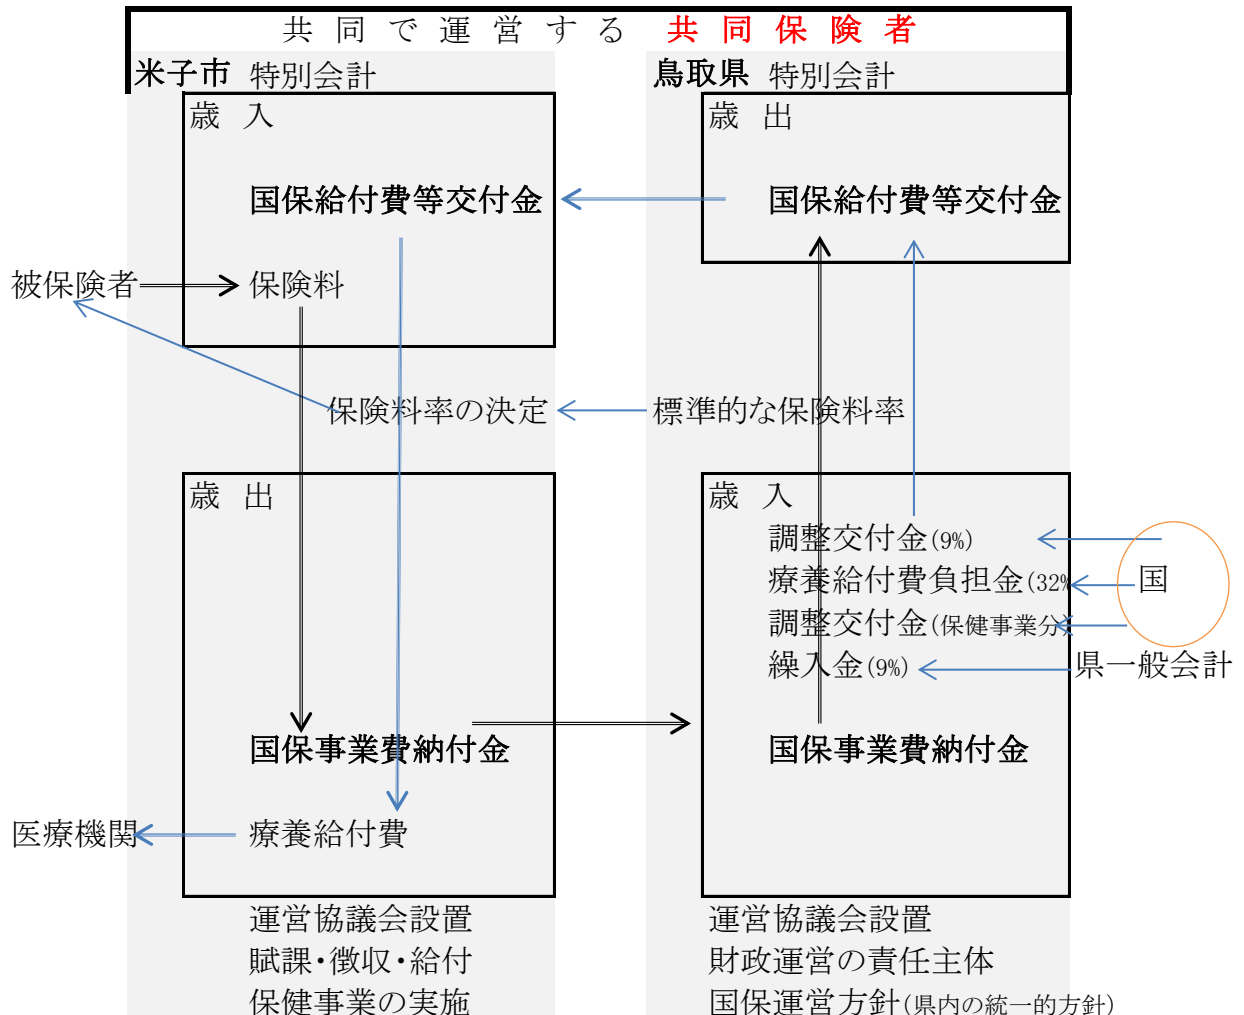 共同で運営する 共同保険者
米子市 特別会計
鳥取県 特別会計
歳 入
歳 出
国保給付費等交付金
国保給付費等交付金
被保険者
保険料
保険料率の決定
標準的な保険料率
歳 出
歳 入
調整交付金(9%)
療養給付費負担金(32%
国
調整交付金(保健事業分)
繰入金(9%)
県一般会計
国保事業費納付金
国保事業費納付金
医療機関
療養給付費
運営協議会設置
運営協議会設置
賦課・徴収・給付
財政運営の責任主体
保健事業の実施
国保運営方針(県内の統一的方針)